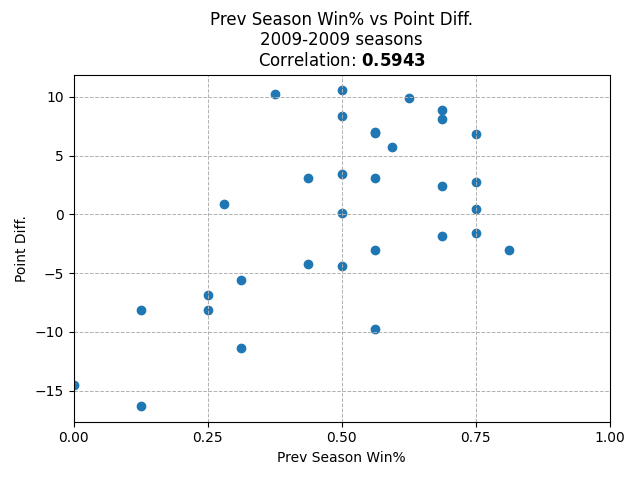 Prev Season Win% vs Point Diff.
2009-2009 seasons
Correlation: 0.5943
10
5
0
−5
−10
−15
Point Diff.
0.00 0.25 0.50 0.75 1.00
Prev Season Win%